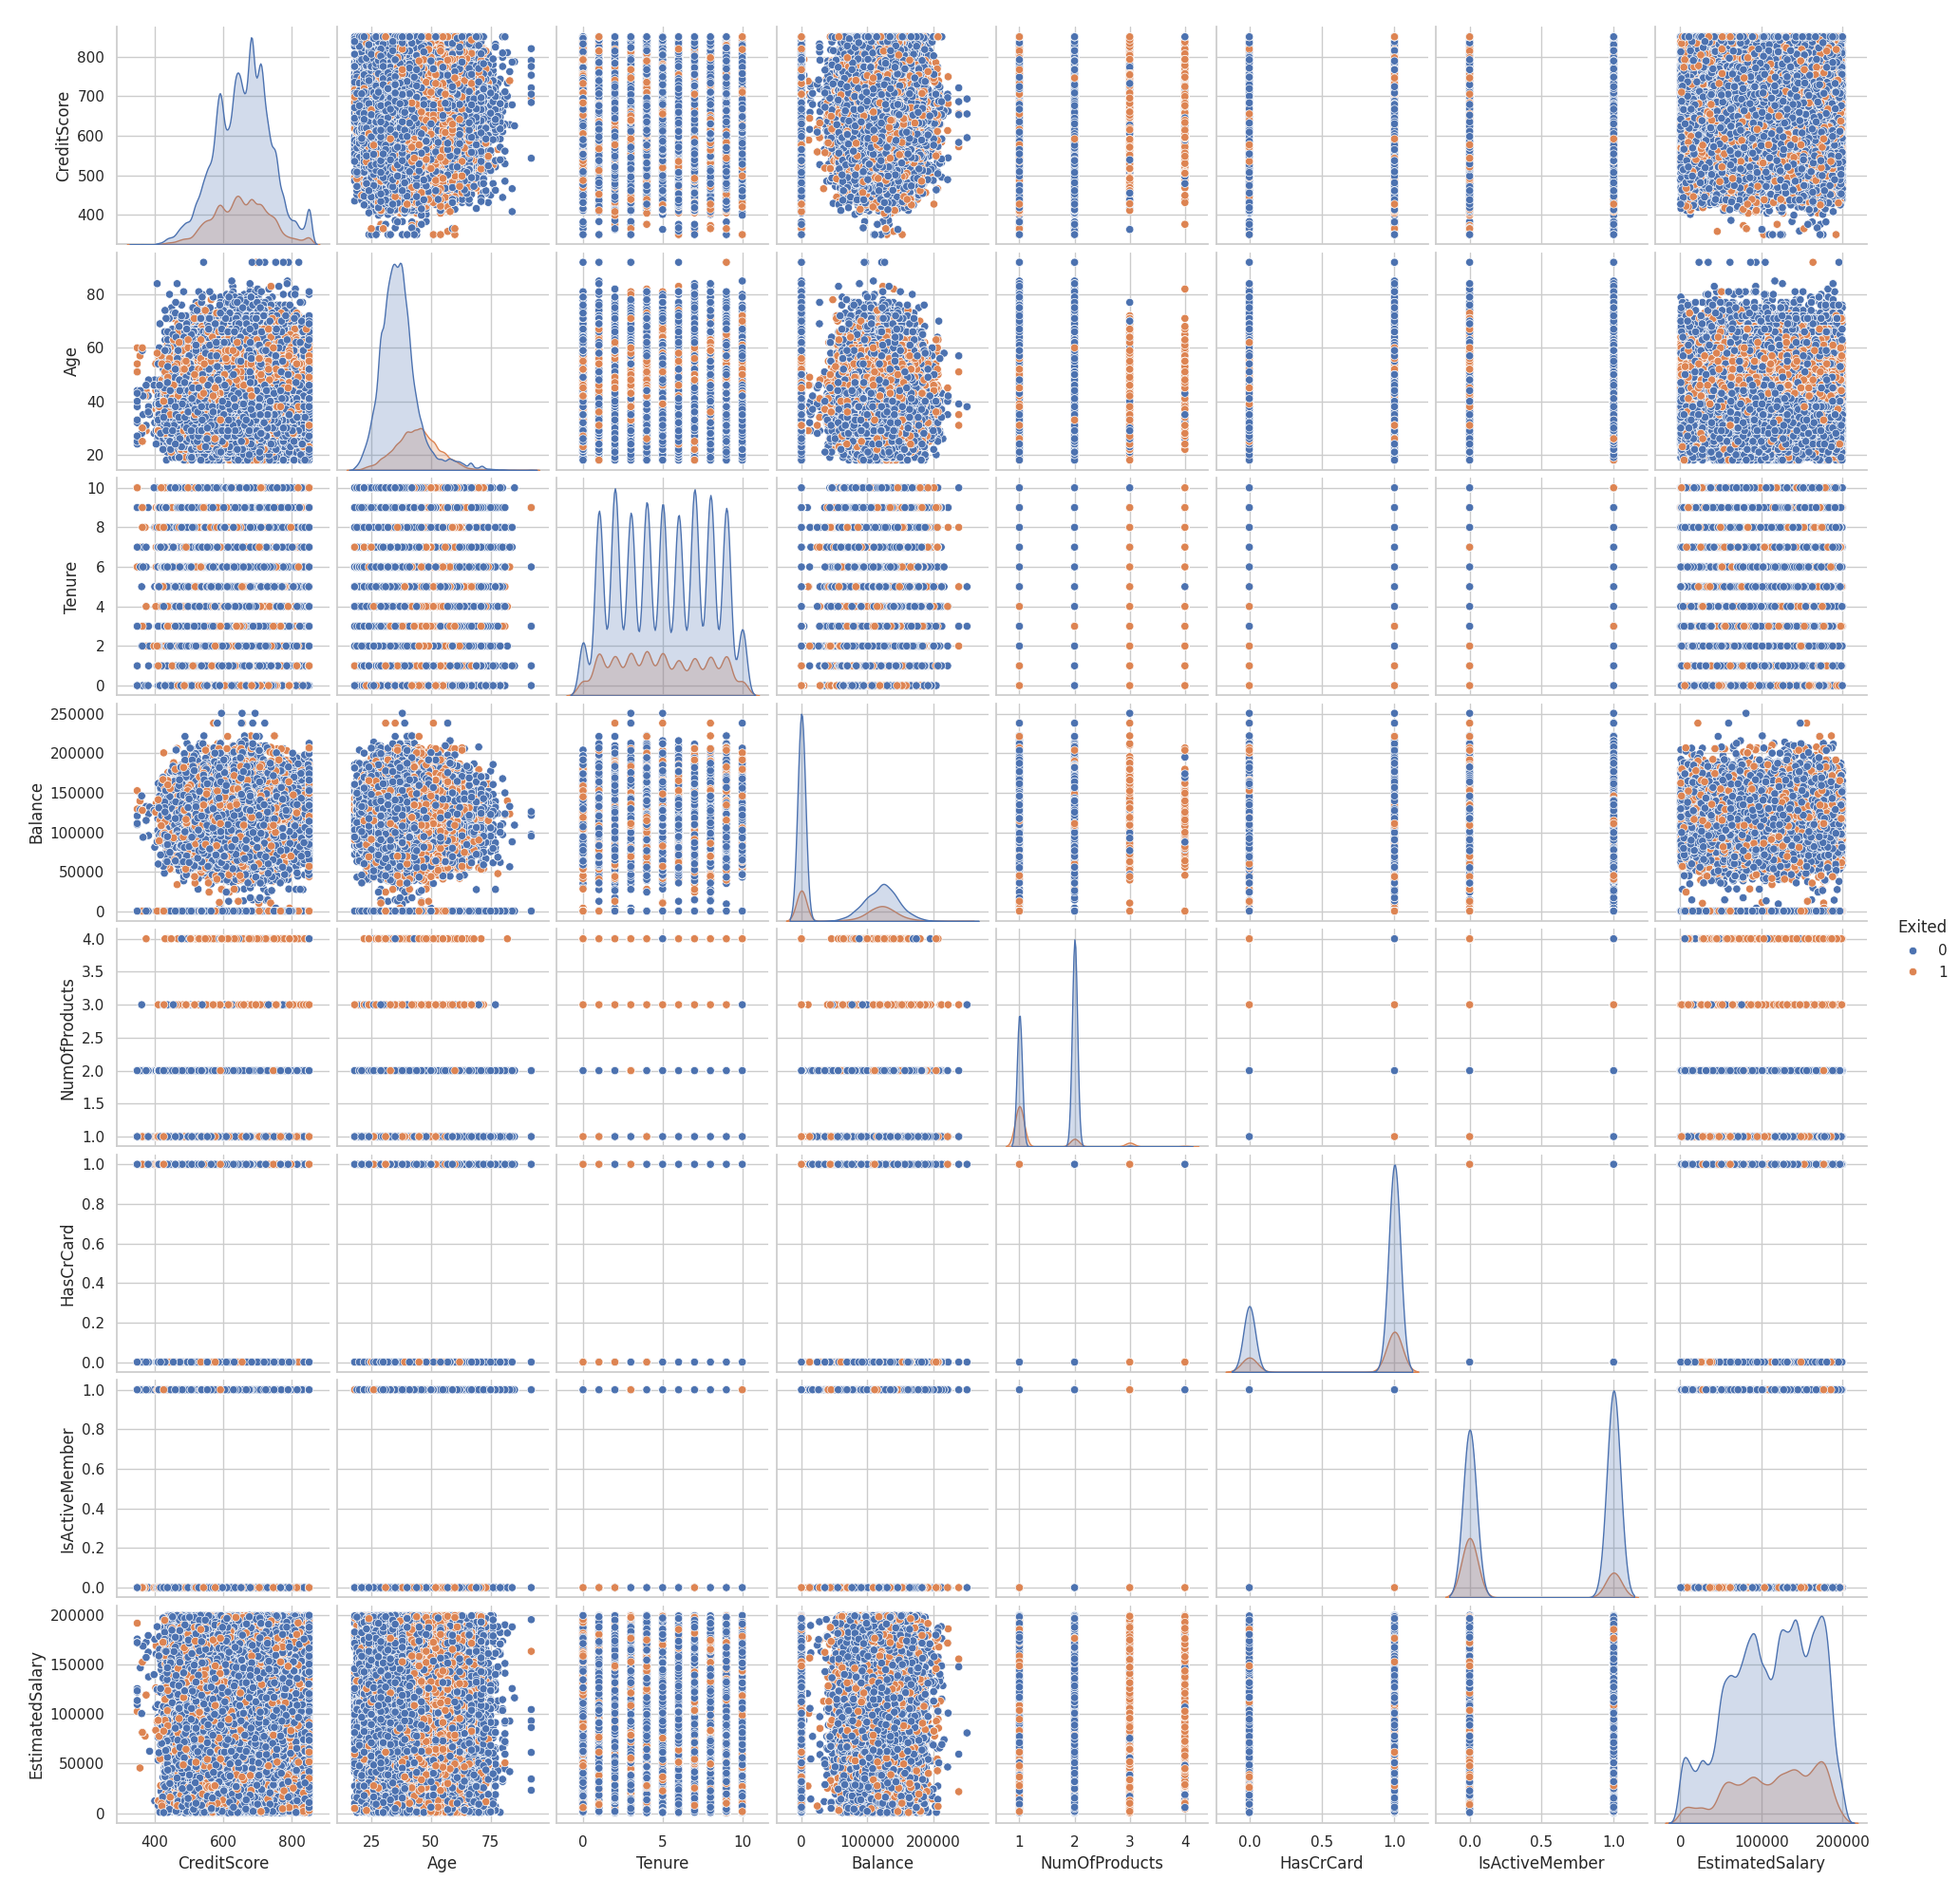 CreditScore
800
700
600
500
400
Age
80
60
40
20
Tenure
10
8
6
4
2
0
Balance
250000
200000
150000
100000
50000
0
NumOfProducts
4.0
3.5
3.0
2.5
2.0
1.5
1.0
HasCrCard
1.0
0.8
0.6
0.4
0.2
0.0
IsActiveMember
1.0
0.8
0.6
0.4
0.2
0.0
EstimatedSalary
200000
150000
100000
50000
0
400 600 800
25 50 75
0 5 10
0 100000 200000
1 2 3 4
0.0 0.5 1.0
0.0 0.5 1.0
0 100000 200000
CreditScore Age Tenure Balance NumOfProducts HasCrCard IsActiveMember EstimatedSalary
Exited
0
1